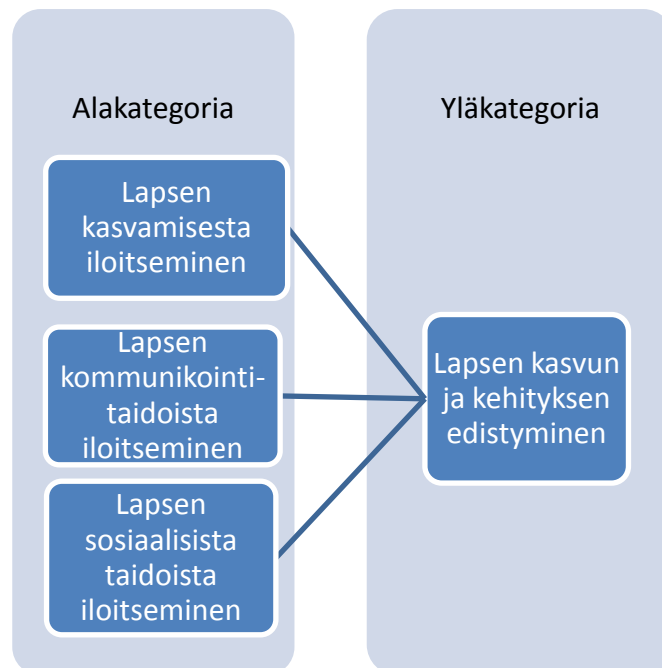 Alakategoria
Lapsen
kasvamisesta
iloitseminen
Lapsen
kommunikointi-
taidoista
iloitseminen
Lapsen
sosiaalisista
taidoista
iloitseminen
Yläkategoria
Lapsen kasvun
ja kehityksen
edistyminen